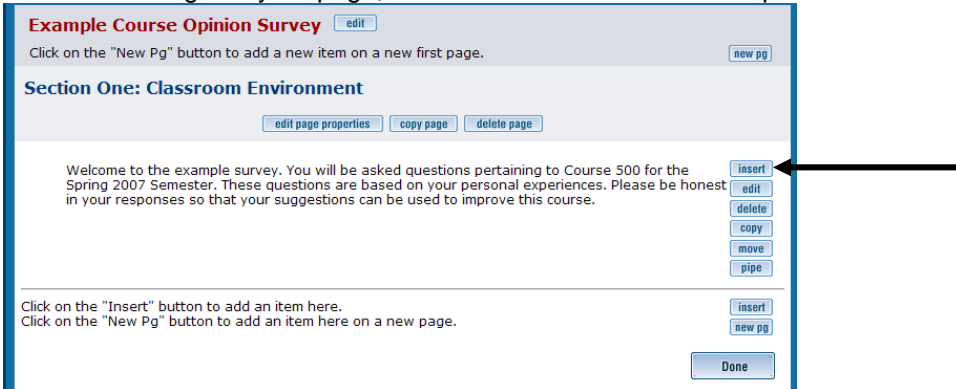 Example Course Opinion Survey edit
Click on the "New Pg" button to add a new item on a new first page. new pg
Section One: Classroom Environment
edit page properties copy page delete page
Welcome to the example survey. You will be asked questions pertaining to Course 500 for the insert
Spring 2007 Semester. These questions are based on your personal experiences. Please be honest edit
in your responses so that your suggestions can be used to improve this course.
delete
copy
move
pipe
Click on the "Insert" button to add an item here. insert
Click on the "New Pg" button to add an item here on a new page. new pg
Done